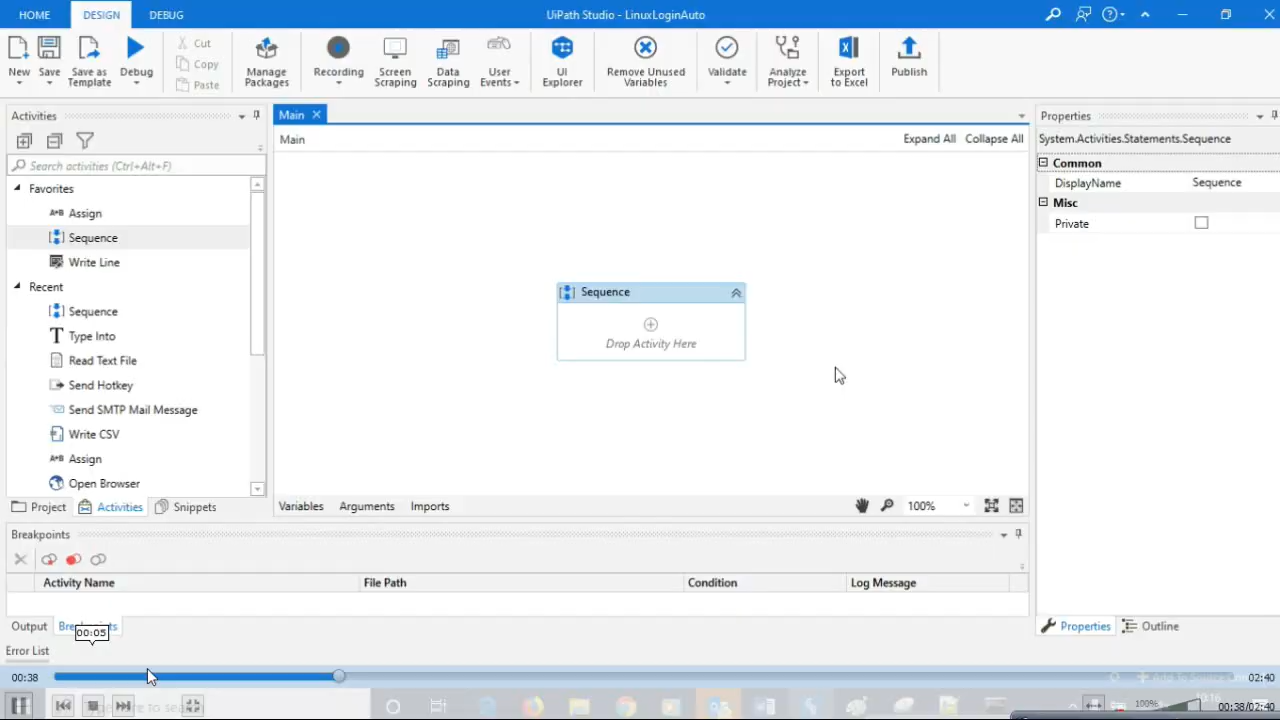 HOME DESIGN DEBUG UiPath Studio - LinuxLoginAuto
New Save Save as Template Debug Cut Copy Paste Manage Packages Recording Screen Scraping Data Scraping User Events UI Explorer Remove Unused Variables Validate Analyze Project Export to Excel Publish
Activities
Search activities (Ctrl+Alt+F)
Favorites
A*B Assign
Sequence
Write Line
Recent
Sequence
Type Into
Read Text File
Send Hotkey
Send SMTP Mail Message
Write CSV
A*B Assign
Open Browser
Project Activities Snippets
Main
Main Expand All Collapse All
Sequence
Drop Activity Here
Variables Arguments Imports 100%
Properties
System.Activities.Statements.Sequence
Common
DisplayName Sequence
Misc
Private
Breakpoints
Activity Name File Path Condition Log Message
Output
00:05
Properties Outline
Error List
00:38 02:40
100% 19:16 00:38/02:40